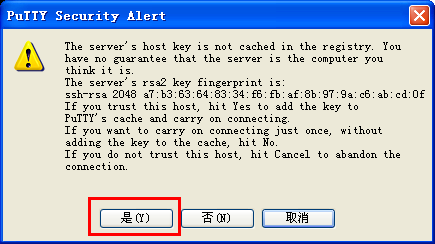 PuTTY Security Alert
The server's host key is not cached in the registry. You
have no guarantee that the server is the computer you
think it is.
The server's rsa2 key fingerprint is:
ssh-rsa 2048 a7:b3:63:64:83:34:f6:fb:af:8b:97:9a:c6:ab:cd:0f
If you trust this host, hit Yes to add the key to
PuTTY's cache and carry on connecting.
If you want to carry on connecting just once, without
adding the key to the cache, hit No.
If you do not trust this host, hit Cancel to abandon the
connection.
是(Y) 否(N) 取消